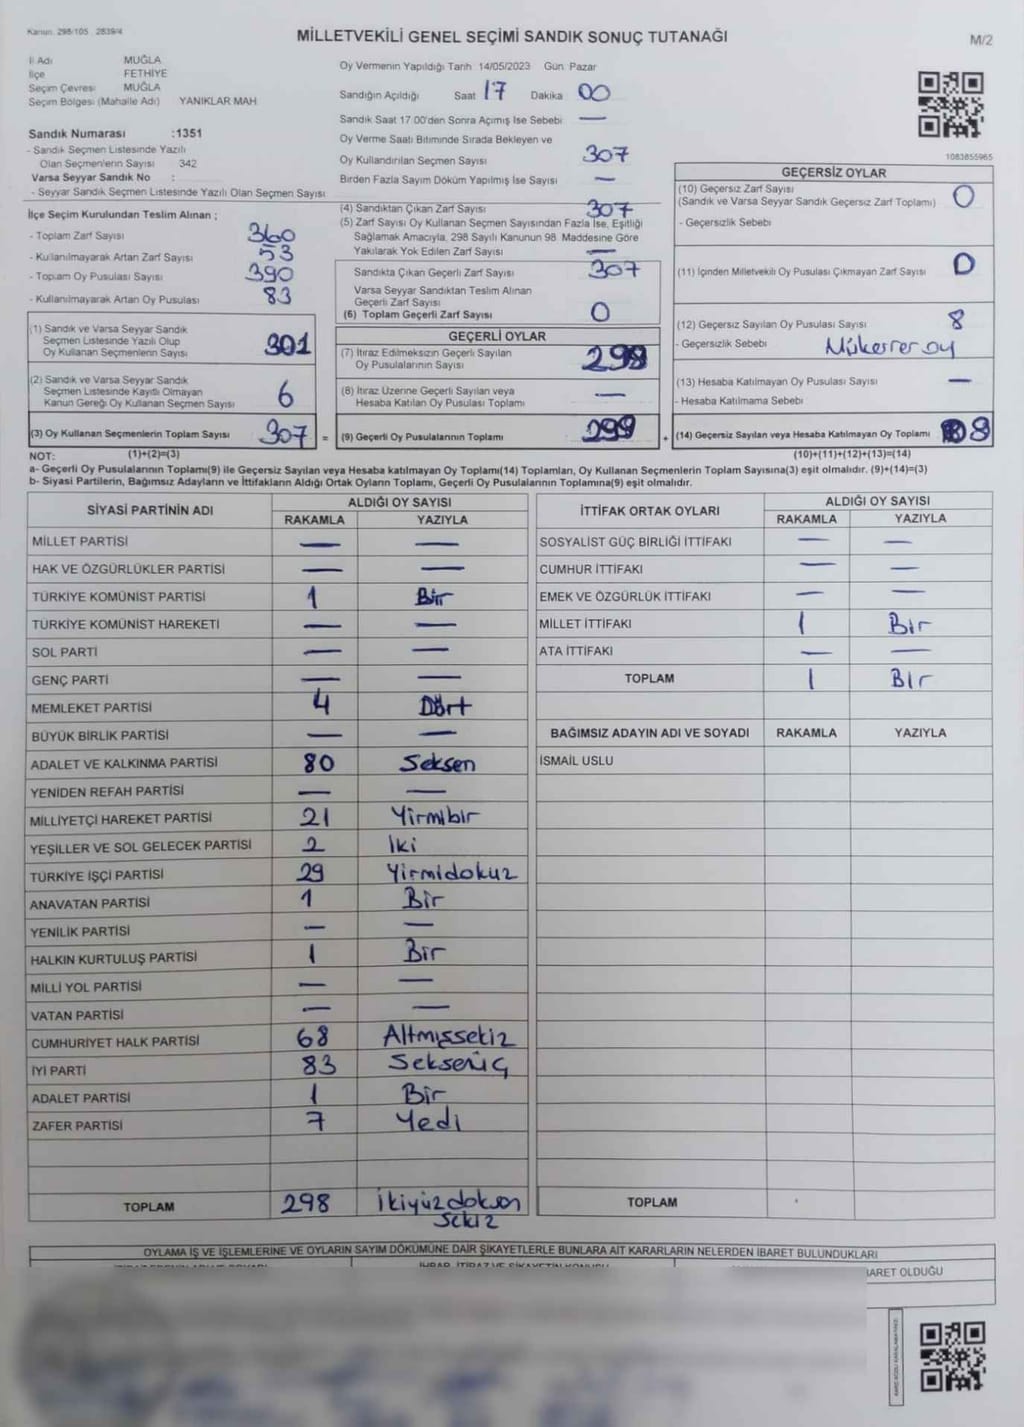 Kanun: 298/105 2839/4
MİLLETVEKİLİ GENEL SEÇİMİ SANDIK SONUÇ TUTANAĞI
M/2
İl Adı MUĞLA
İlçe FETHİYE
Seçim Çevresi MUĞLA
Seçim Bölgesi (Mahalle Adı) YANIKLAR MAH
Sandık Numarası :1351
- Sandık Seçmen Listesinde Yazılı
Olan Seçmenlerin Sayısı 342
Varsa Seyyar Sandık No :
- Seyyar Sandık Seçmen Listesinde Yazılı Olan Seçmen Sayısı
Oy Vermenin Yapıldığı Tarih 14/05/2023 Gün Pazar
Sandığın Açıldığı Saat 17 Dakika 00
Sandık Saat 17.00'den Sonra Açımış İse Sebebi —
Oy Verme Saati Bitiminde Sırada Bekleyen ve
Oy Kullandırılan Seçmen Sayısı 307
Birden Fazla Sayım Döküm Yapılmış İse Sayısı —
1083855965
İlçe Seçim Kurulundan Teslim Alınan ;
- Toplam Zarf Sayısı 360
- Kullanılmayarak Artan Zarf Sayısı 53
- Toplam Oy Pusulası Sayısı 390
- Kullanılmayarak Artan Oy Pusulası 83
(4) Sandıktan Çıkan Zarf Sayısı 307
(5) Zarf Sayısı Oy Kullanan Seçmen Sayısından Fazla İse, Eşitliği
Sağlamak Amacıyla, 298 Sayılı Kanunun 98. Maddesine Göre
Yakılarak Yok Edilen Zarf Sayısı —
Sandıkta Çıkan Geçerli Zarf Sayısı 307
Varsa Seyyar Sandıktan Teslim Alınan
Geçerli Zarf Sayısı
(6) Toplam Geçerli Zarf Sayısı 0
GEÇERSİZ OYLAR
(10) Geçersiz Zarf Sayısı 0
(Sandık ve Varsa Seyyar Sandık Geçersiz Zarf Toplamı)
- Geçersizlik Sebebi
(11) İçinden Milletvekili Oy Pusulası Çıkmayan Zarf Sayısı 0
(12) Geçersiz Sayılan Oy Pusulası Sayısı 8
- Geçersizlik Sebebi Mükerrer oy
(13) Hesaba Katılmayan Oy Pusulası Sayısı —
- Hesaba Katılmama Sebebi
(14) Geçersiz Sayılan veya Hesaba Katılmayan Oy Toplamı 8
(10)+(11)+(12)+(13)=(14)
(1) Sandık ve Varsa Seyyar Sandık
Seçmen Listesinde Yazılı Olup
Oy Kullanan Seçmenlerin Sayısı 301
(2) Sandık ve Varsa Seyyar Sandık
Seçmen Listesinde Kayıtlı Olmayan
Kanun Gereği Oy Kullanan Seçmen Sayısı 6
(3) Oy Kullanan Seçmenlerin Toplam Sayısı 307 =
GEÇERLİ OYLAR
(7) İtiraz Edilmeksizin Geçerli Sayılan
Oy Pusulalarının Sayısı 298
(8) İtiraz Üzerine Geçerli Sayılan veya
Hesaba Katılan Oy Pusulası Toplamı —
(9) Geçerli Oy Pusulalarının Toplamı 299 +
NOT: (1)+(2)=(3)
a- Geçerli Oy Pusulalarının Toplamı(9) ile Geçersiz Sayılan veya Hesaba katılmayan Oy Toplamı(14) Toplamları, Oy Kullanan Seçmenlerin Toplam Sayısına(3) eşit olmalıdır. (9)+(14)=(3)
b- Siyasi Partilerin, Bağımsız Adayların ve İttifakların Aldığı Ortak Oyların Toplamı, Geçerli Oy Pusulalarının Toplamına(9) eşit olmalıdır.
SİYASİ PARTİNİN ADI ALDIĞI OY SAYISI
RAKAMLA YAZIYLA
MİLLET PARTİSİ — —
HAK VE ÖZGÜRLÜKLER PARTİSİ — —
TÜRKİYE KOMÜNİST PARTİSİ 1 Bir
TÜRKİYE KOMÜNİST HAREKETİ — —
SOL PARTİ — —
GENÇ PARTİ — —
MEMLEKET PARTİSİ 4 Dört
BÜYÜK BİRLİK PARTİSİ — —
ADALET VE KALKINMA PARTİSİ 80 Seksen
YENİDEN REFAH PARTİSİ — —
MİLLİYETÇİ HAREKET PARTİSİ 21 Yirmibir
YEŞİLLER VE SOL GELECEK PARTİSİ 2 İki
TÜRKİYE İŞÇİ PARTİSİ 29 Yirmidokuz
ANAVATAN PARTİSİ 1 Bir
YENİLİK PARTİSİ — —
HALKIN KURTULUŞ PARTİSİ 1 Bir
MİLLİ YOL PARTİSİ — —
VATAN PARTİSİ — —
CUMHURİYET HALK PARTİSİ 68 Altmışsekiz
İYİ PARTİ 83 Seksenüç
ADALET PARTİSİ 1 Bir
ZAFER PARTİSİ 7 Yedi
TOPLAM 298 İkiyüzdoksan
sekiz
İTTİFAK ORTAK OYLARI ALDIĞI OY SAYISI
RAKAMLA YAZIYLA
SOSYALİST GÜÇ BİRLİĞİ İTTİFAKI — —
CUMHUR İTTİFAKI — —
EMEK VE ÖZGÜRLÜK İTTİFAKI — —
MİLLET İTTİFAKI 1 Bir
ATA İTTİFAKI — —
TOPLAM 1 Bir
BAĞIMSIZ ADAYIN ADI VE SOYADI RAKAMLA YAZIYLA
İSMAİL USLU
TOPLAM
OYLAMA İŞ VE İŞLEMLERİNE VE OYLARIN SAYIM DÖKÜMÜNE DAİR ŞİKAYETLERLE BUNLARA AİT KARARLARIN NELERDEN İBARET BULUNDUKLARI
İBARET OLDUĞU